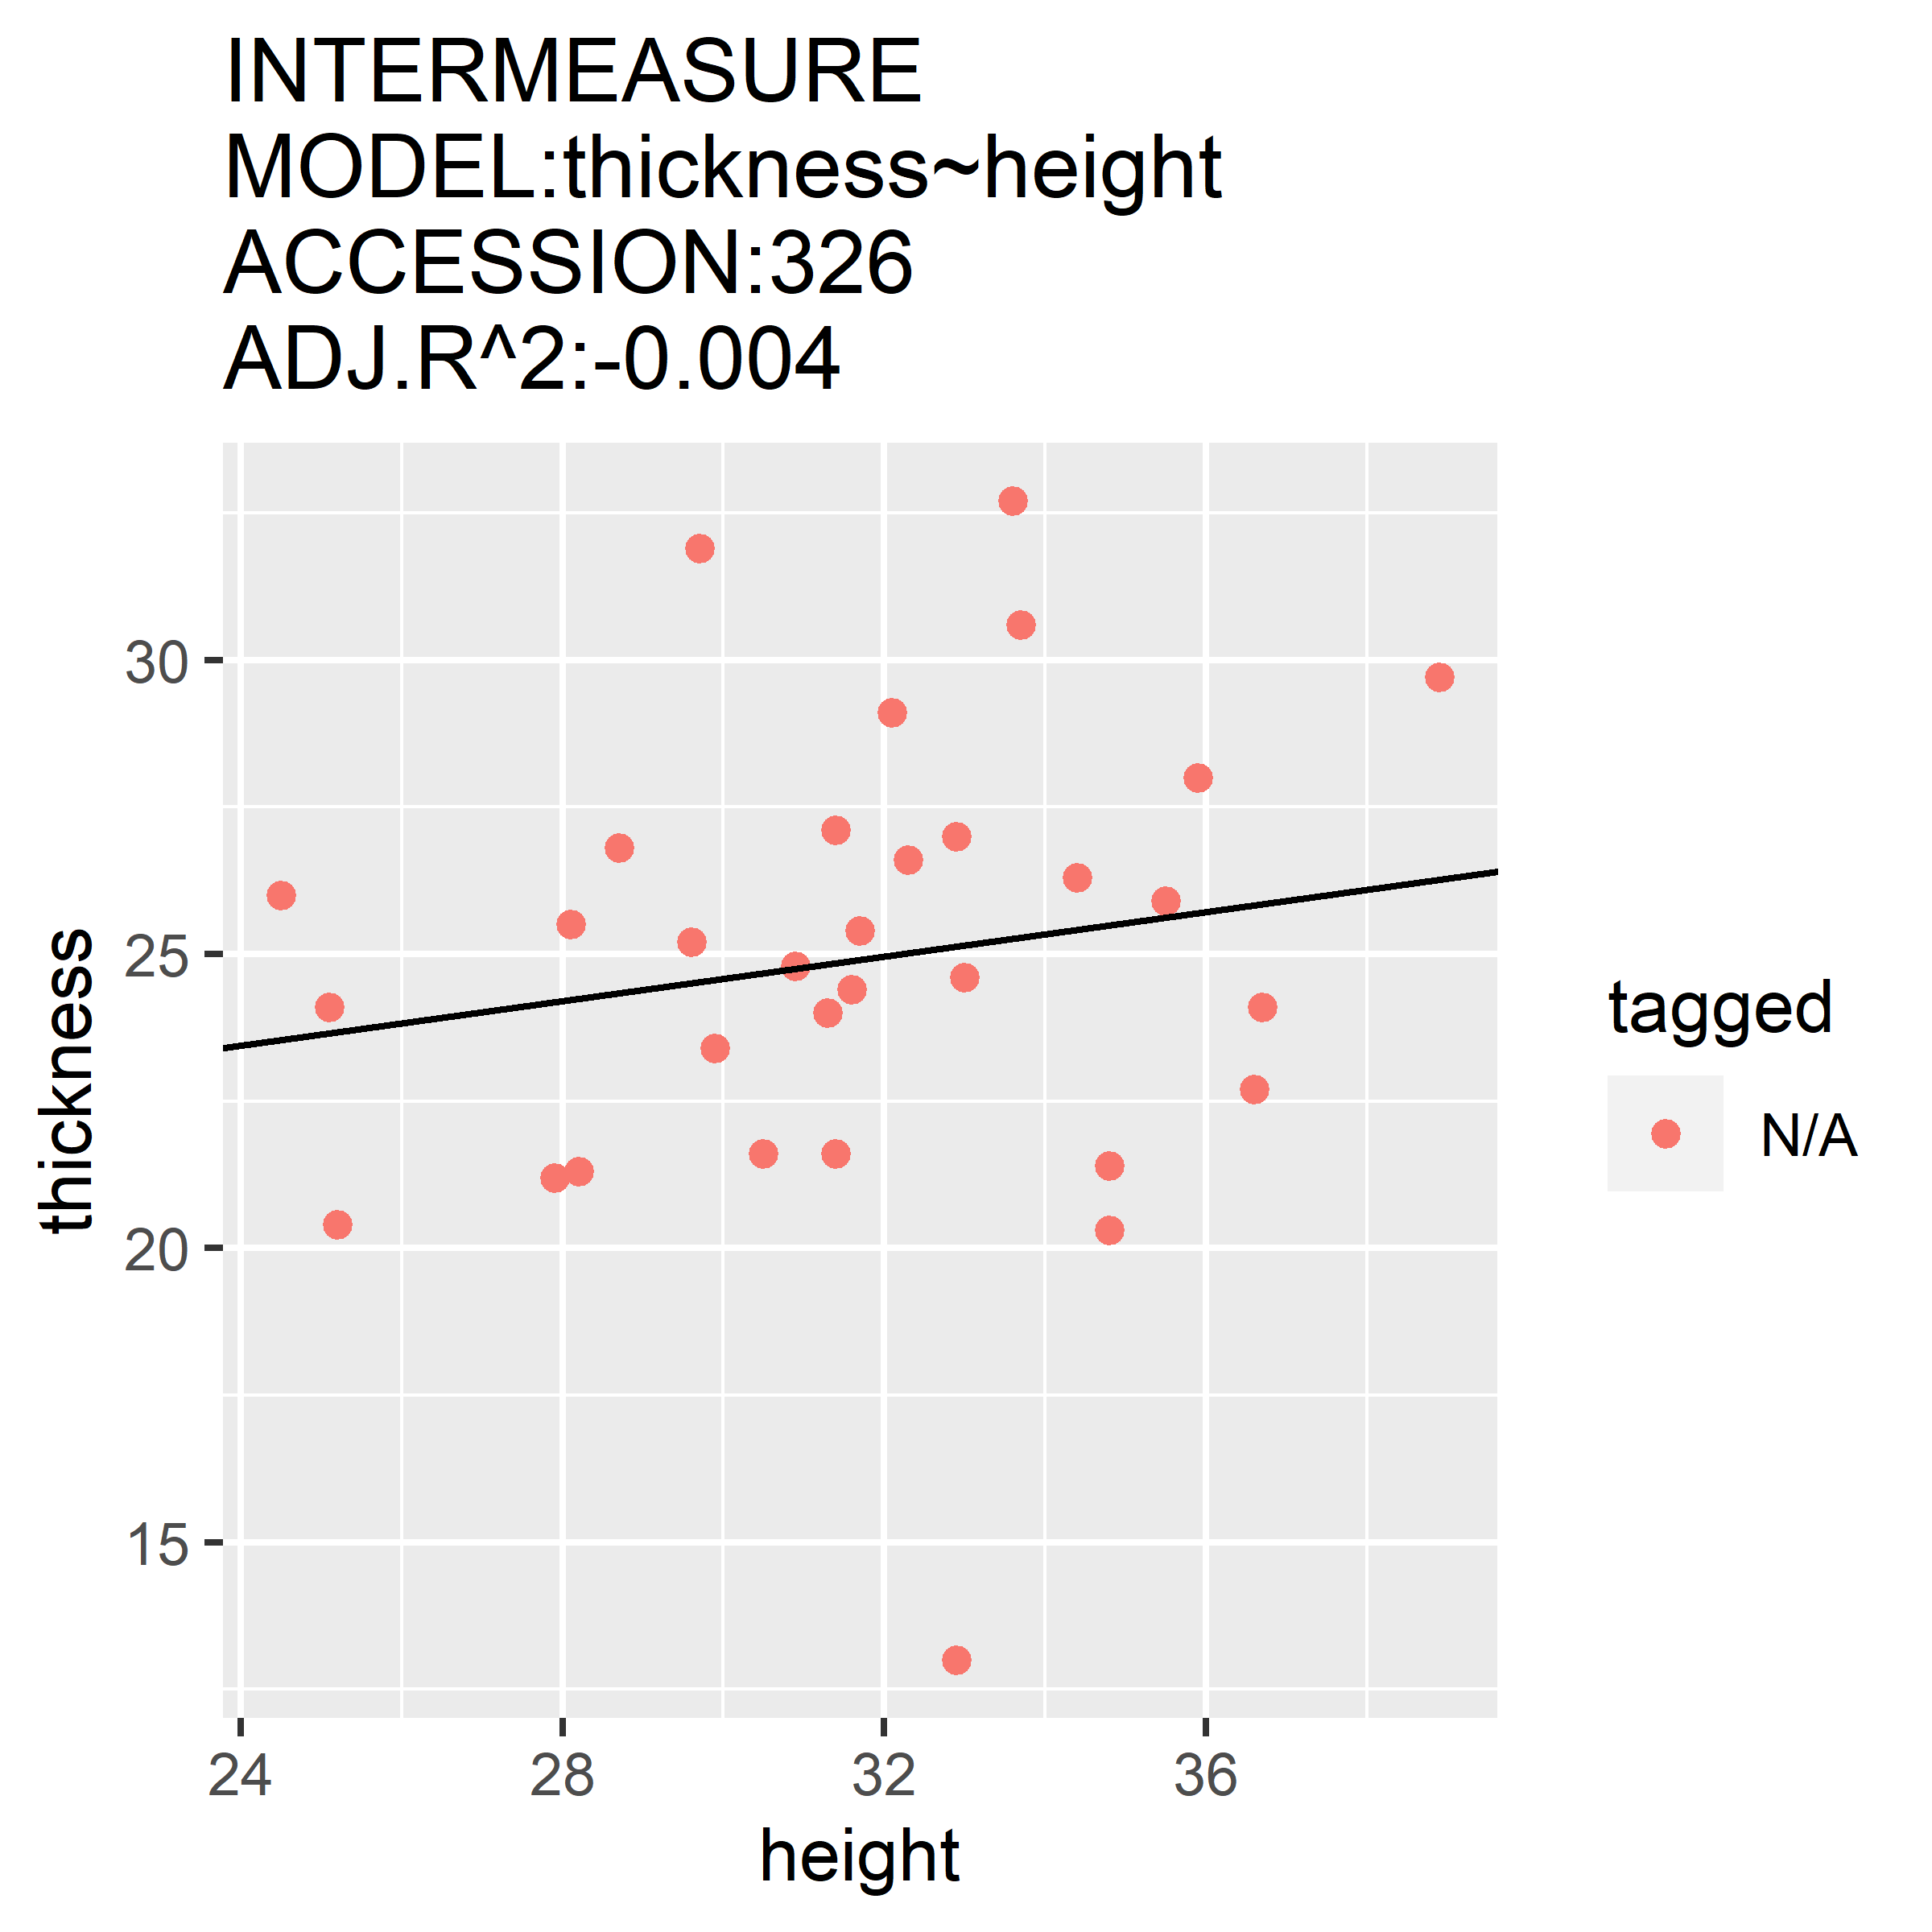 INTERMEASURE
MODEL:thickness~height
ACCESSION:326
ADJ.R^2:-0.004
30
25
20
15
thickness
24 28 32 36
height
tagged
N/A